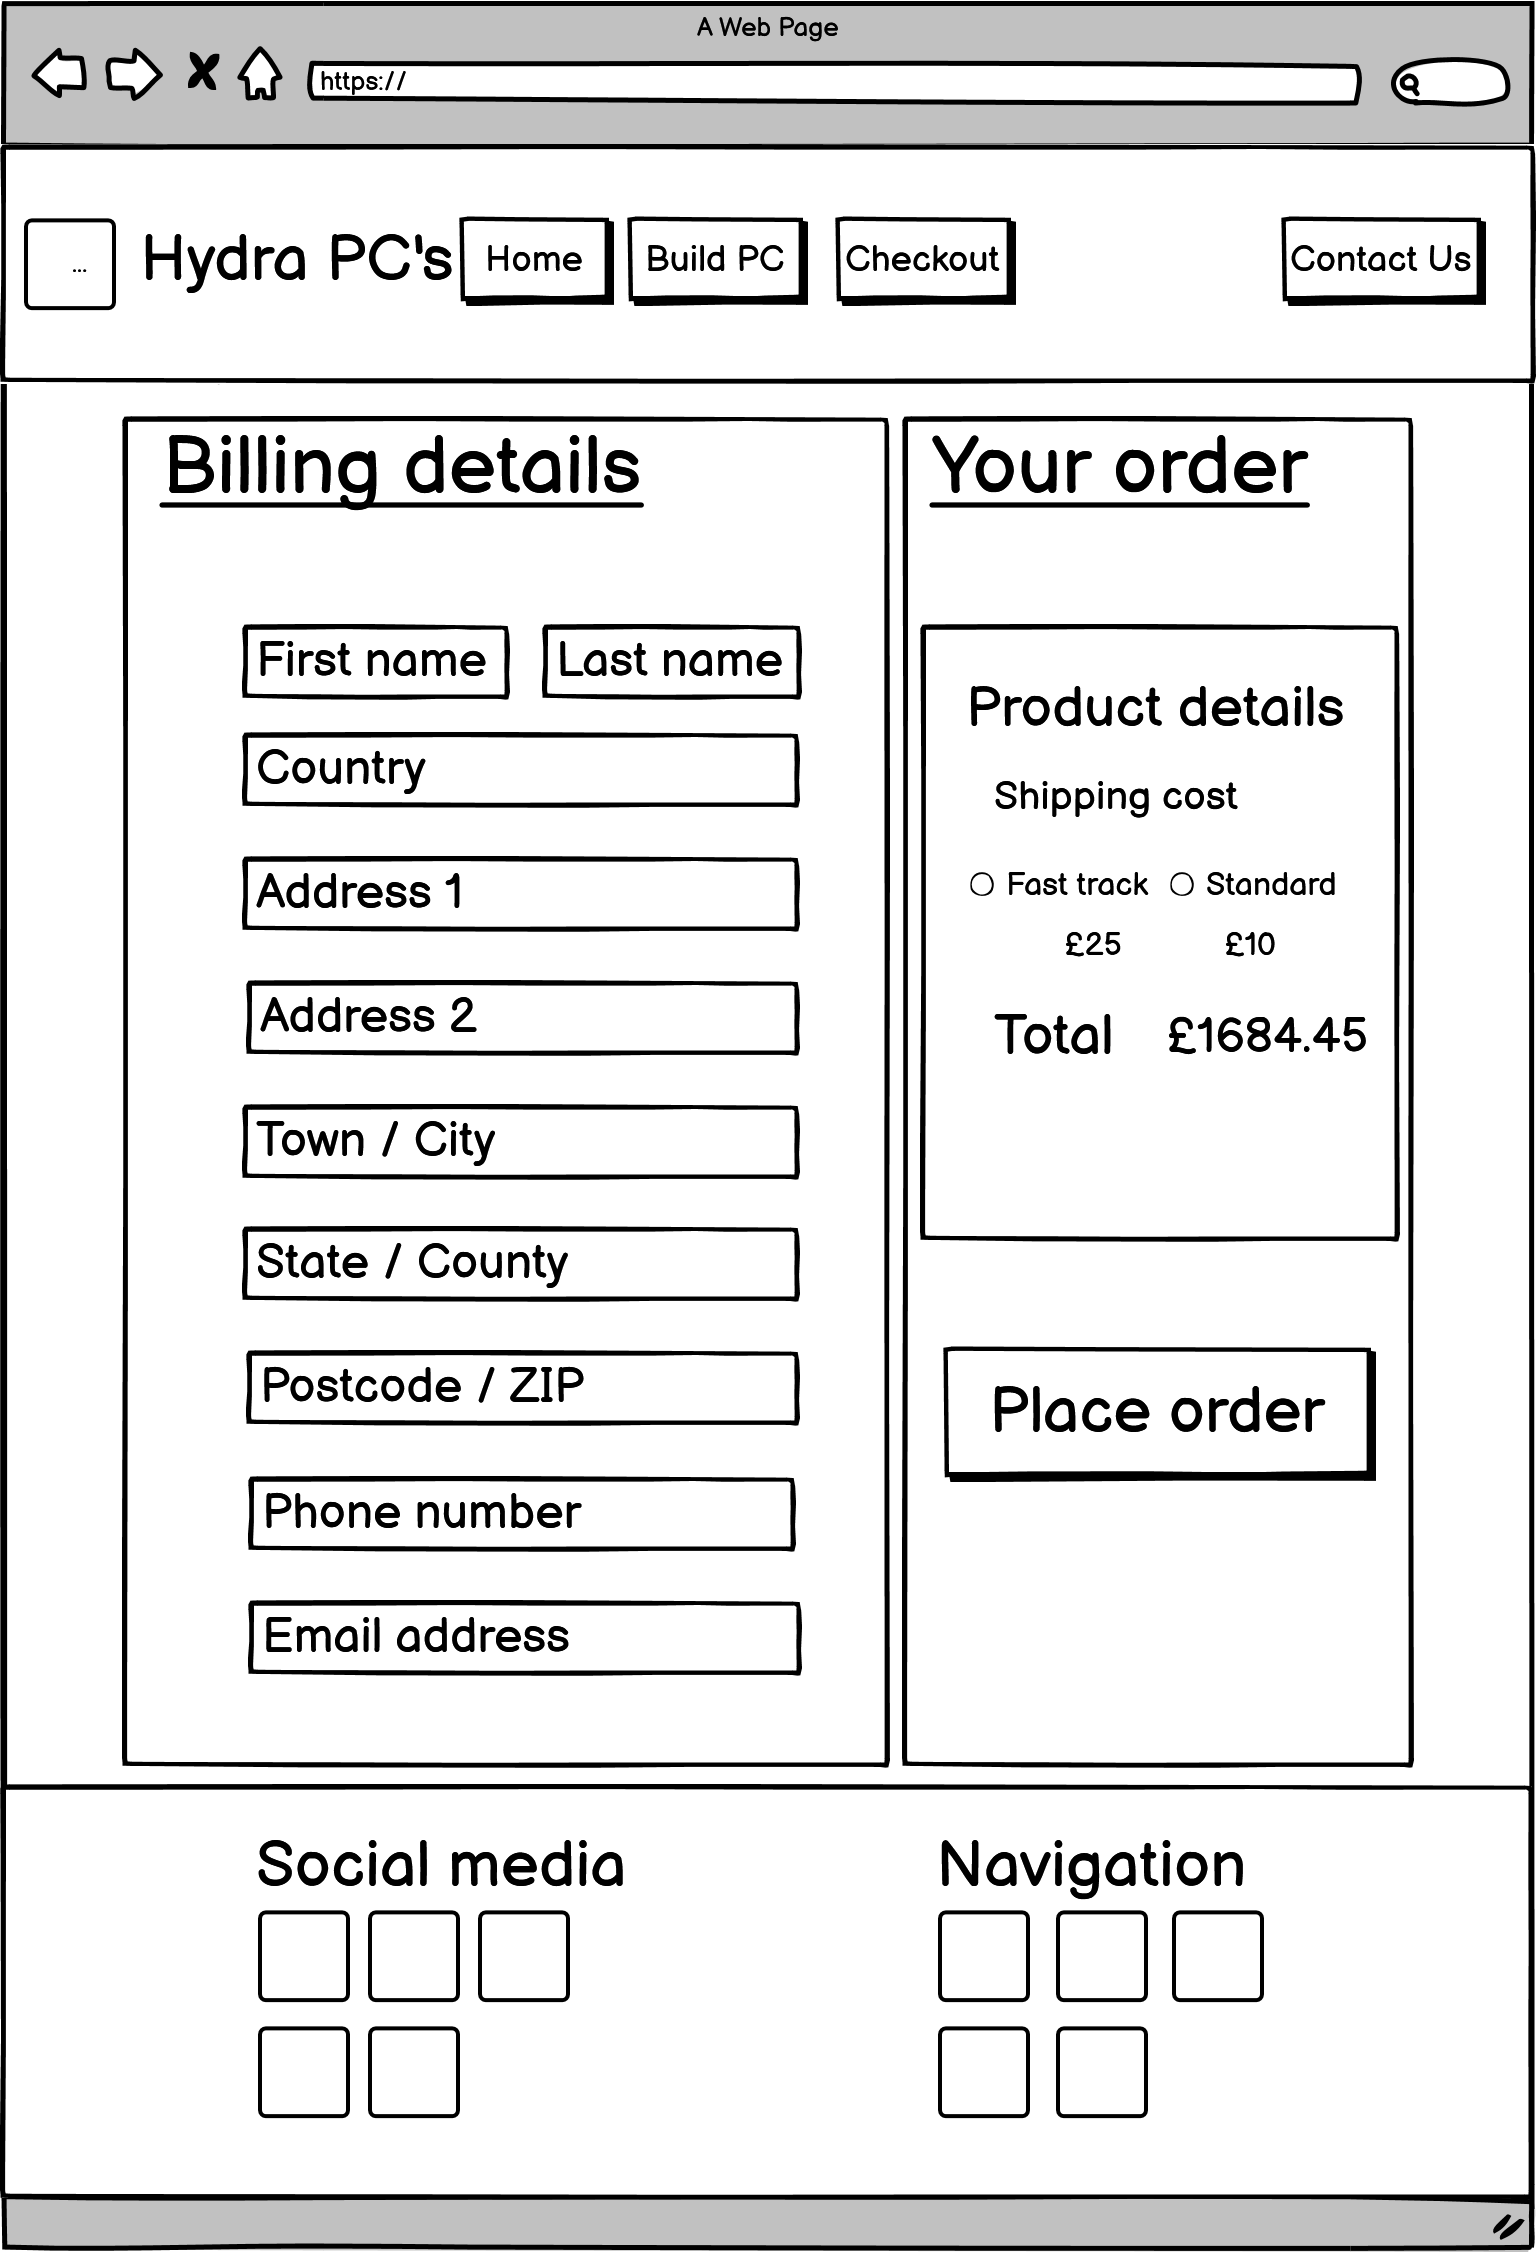 A Web Page
https://
...
Hydra PC's
Home
Build PC
Checkout
Contact Us
Billing details
First name
Last name
Country
Address 1
Address 2
Town / City
State / County
Postcode / ZIP
Phone number
Email address
Your order
Product details
Shipping cost
Fast track
Standard
£25
£10
Total £1684.45
Place order
Social media
Navigation